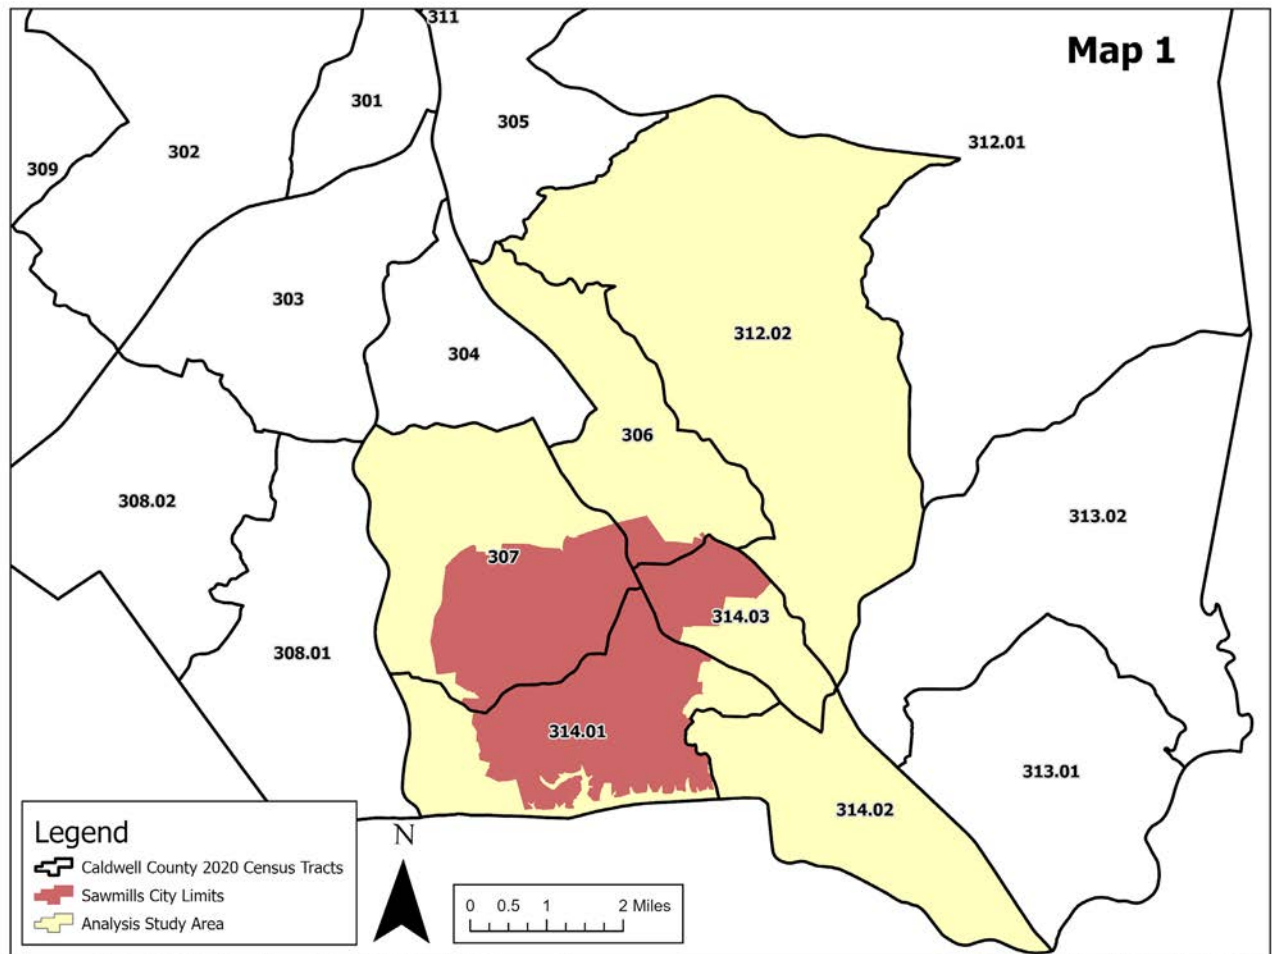 311
Map 1
301
305
312.01
302
309
303
312.02
304
306
308.02
313.02
307
314.03
308.01
314.01
313.01
314.02
Legend
Caldwell County 2020 Census Tracts
Sawmills City Limits
Analysis Study Area
N
0 0.5 1 2 Miles